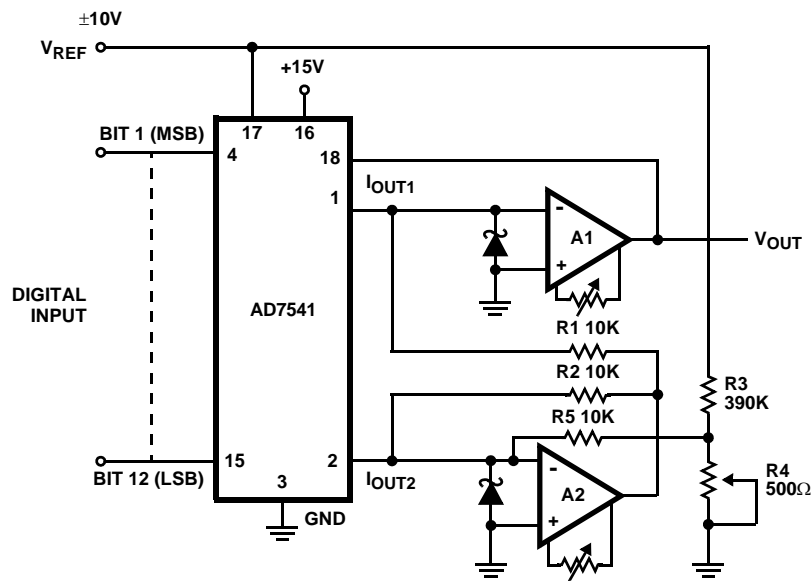 ±10V
VREF
+15V
BIT 1 (MSB)
17
16
4
18
IOUT1
1
-
A1
+
VOUT
DIGITAL
INPUT
AD7541
R1 10K
R2 10K
R3
390K
R5 10K
15
2
BIT 12 (LSB)
IOUT2
3
GND
-
A2
+
R4
500Ω